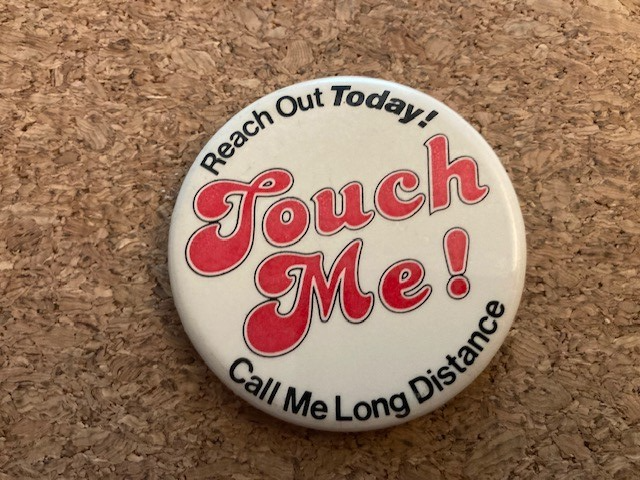 Reach Out Today!
Touch
Me!
Call Me Long Distance